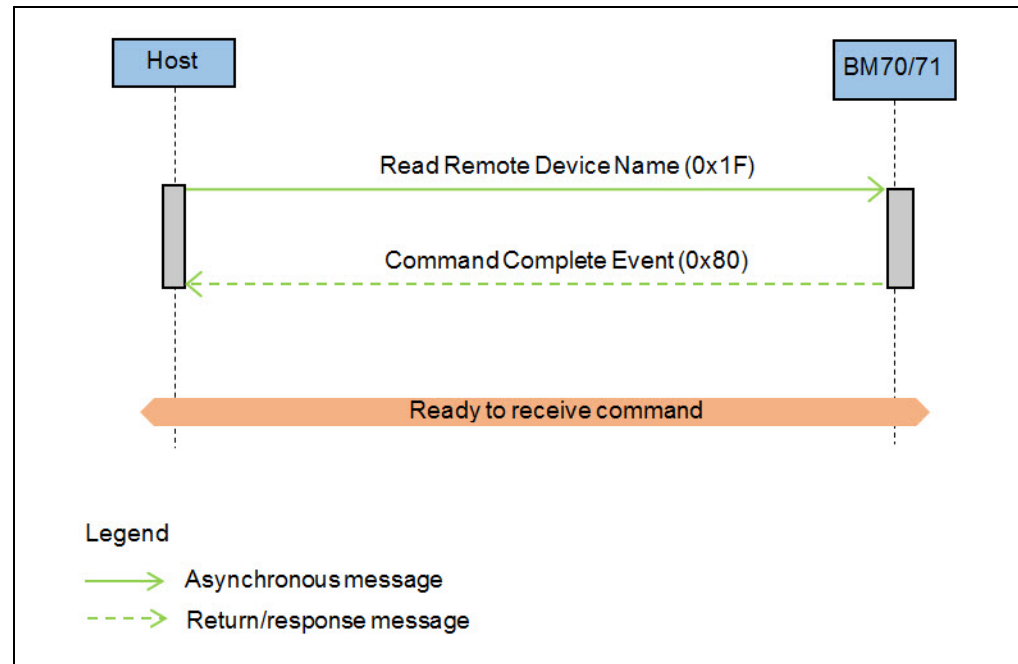 Host
BM70/71
Read Remote Device Name (0x1F)
Command Complete Event (0x80)
Ready to receive command
Legend
Asynchronous message
Return/response message